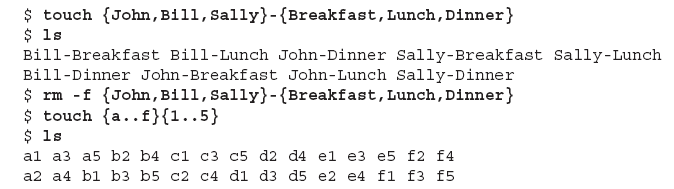 $ touch {John,Bill,Sally}-{Breakfast,Lunch,Dinner}
$ ls
Bill-Breakfast Bill-Lunch John-Dinner Sally-Breakfast Sally-Lunch
Bill-Dinner John-Breakfast John-Lunch Sally-Dinner
$ rm -f {John,Bill,Sally}-{Breakfast,Lunch,Dinner}
$ touch {a..f}{1..5}
$ ls
a1 a3 a5 b2 b4 c1 c3 c5 d2 d4 e1 e3 e5 f2 f4
a2 a4 b1 b3 b5 c2 c4 d1 d3 d5 e2 e4 f1 f3 f5